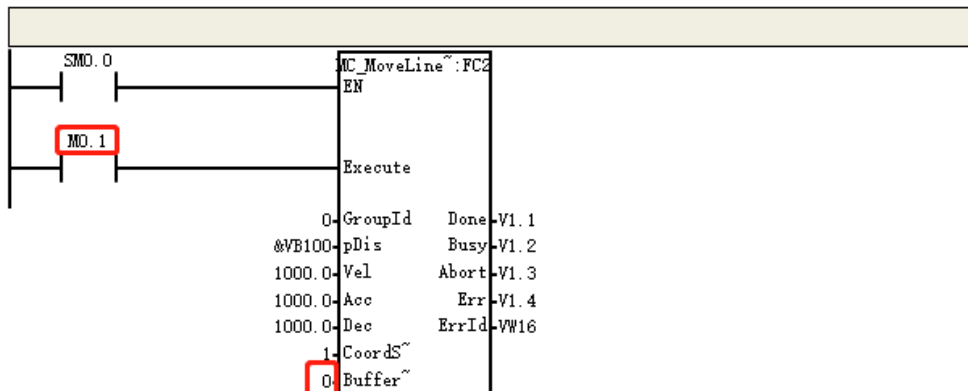 SM0.0
MC_MoveLine~:FC2
EN
M0.1
Execute
0 GroupId Done V1.1
&VB100 pDis Busy V1.2
1000.0 Vel Abort V1.3
1000.0 Acc Err V1.4
1000.0 Dec ErrId VW16
1 CoordS~
0 Buffer~